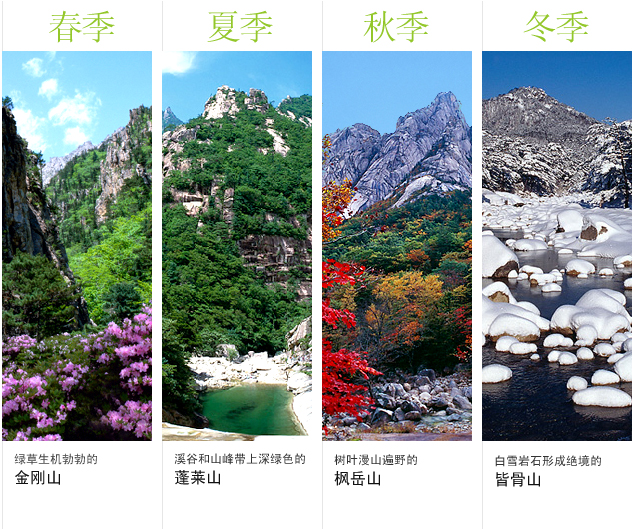 春季
绿草生机勃勃的
金刚山
夏季
溪谷和山峰带上深绿色的
蓬莱山
秋季
树叶漫山遍野的
枫岳山
冬季
白雪岩石形成绝境的
皆骨山